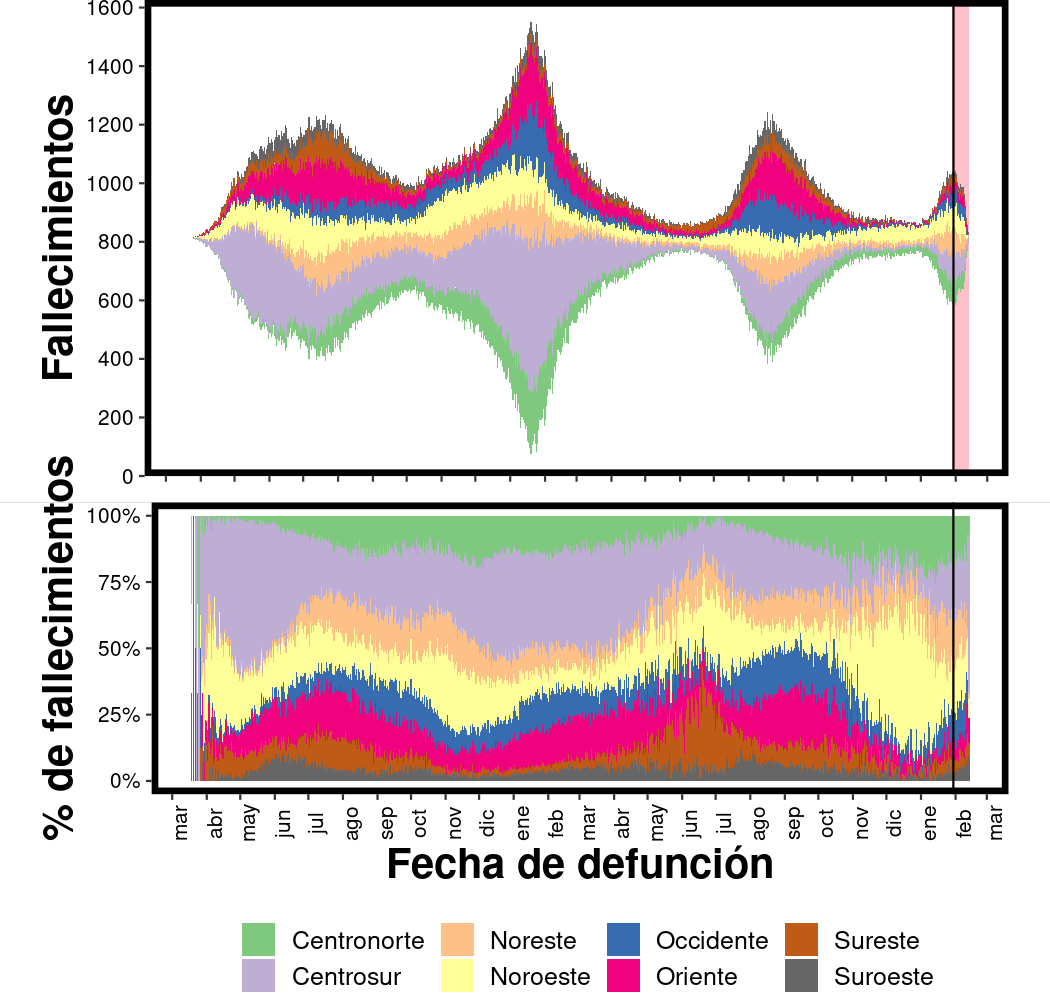 Fallecimientos
1600
1400
1200
1000
800
600
400
200
0
% de fallecimientos
100%
75%
50%
25%
0%
mar abr may jun jul ago sep oct nov dic ene feb mar abr may jun jul ago sep oct nov dic ene feb mar
Fecha de defunción
Centronorte Noreste Occidente Sureste
Centrosur Noroeste Oriente Suroeste